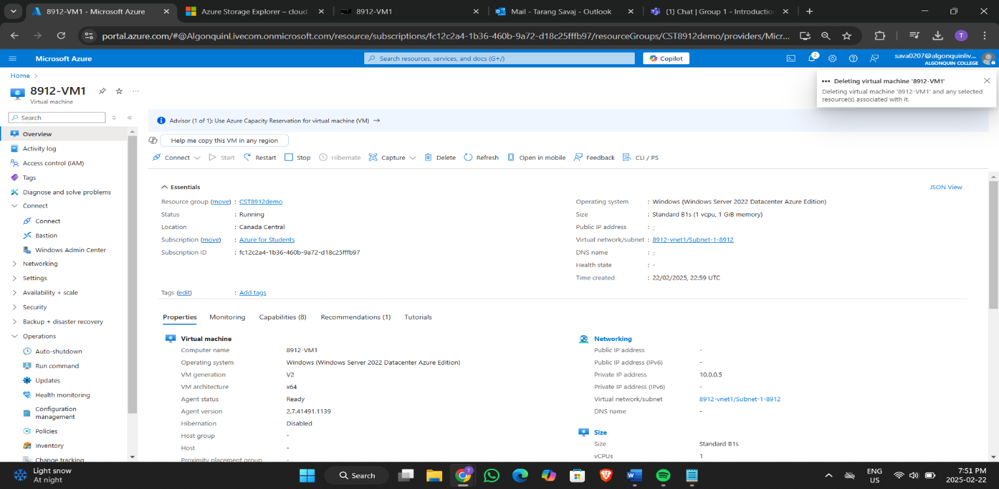 8912-VM1 - Microsoft Azure
Azure Storage Explorer – cloud
8912-VM1
Mail - Tarang Savaj - Outlook
(1) Chat | Group 1 - Introductio
portal.azure.com/#@AlgonquinLivecom.onmicrosoft.com/resource/subscriptions/fc12c2a4-1b36-460b-9a72-d18c25fffb97/resourceGroups/CST8912demo/providers/Micr...
T
Microsoft Azure
Search resources, services, and docs (G+/)
Copilot
2
sava0207@algonquinliv...
ALGONQUIN COLLEGE
Home >
8912-VM1
Virtual machine
Deleting virtual machine '8912-VM1'
Deleting virtual machine '8912-VM1' and any selected
resource(s) associated with it.
Search
Overview
Activity log
Access control (IAM)
Tags
Diagnose and solve problems
Connect
Connect
Bastion
Windows Admin Center
Networking
Settings
Availability + scale
Security
Backup + disaster recovery
Operations
Auto-shutdown
Run command
Updates
Health monitoring
Configuration
management
Policies
Inventory
Change tracking
Advisor (1 of 1): Use Azure Capacity Reservation for virtual machine (VM) →
Help me copy this VM in any region
Connect
Start
Restart
Stop
Hibernate
Capture
Delete
Refresh
Open in mobile
Feedback
CLI / PS
Essentials
JSON View
Resource group (move) : CST8912demo
Status : Running
Location : Canada Central
Subscription (move) : Azure for Students
Subscription ID : fc12c2a4-1b36-460b-9a72-d18c25fffb97
Operating system : Windows (Windows Server 2022 Datacenter Azure Edition)
Size : Standard B1s (1 vcpu, 1 GiB memory)
Public IP address : -
Virtual network/subnet : 8912-vnet1/Subnet-1-8912
DNS name : -
Health state : -
Time created : 22/02/2025, 22:59 UTC
Tags (edit) : Add tags
Properties
Monitoring
Capabilities (8)
Recommendations (1)
Tutorials
Virtual machine
Computer name 8912-VM1
Operating system Windows (Windows Server 2022 Datacenter Azure Edition)
VM generation V2
VM architecture x64
Agent status Ready
Agent version 2.7.41491.1139
Hibernation Disabled
Host group -
Host -
Proximity placement group -
Networking
Public IP address -
Public IP address (IPv6) -
Private IP address 10.0.0.5
Private IP address (IPv6) -
Virtual network/subnet 8912-vnet1/Subnet-1-8912
DNS name -
Size
Size Standard B1s
vCPUs 1
Light snow
At night
Search
T
ENG
US
7:51 PM
2025-02-22